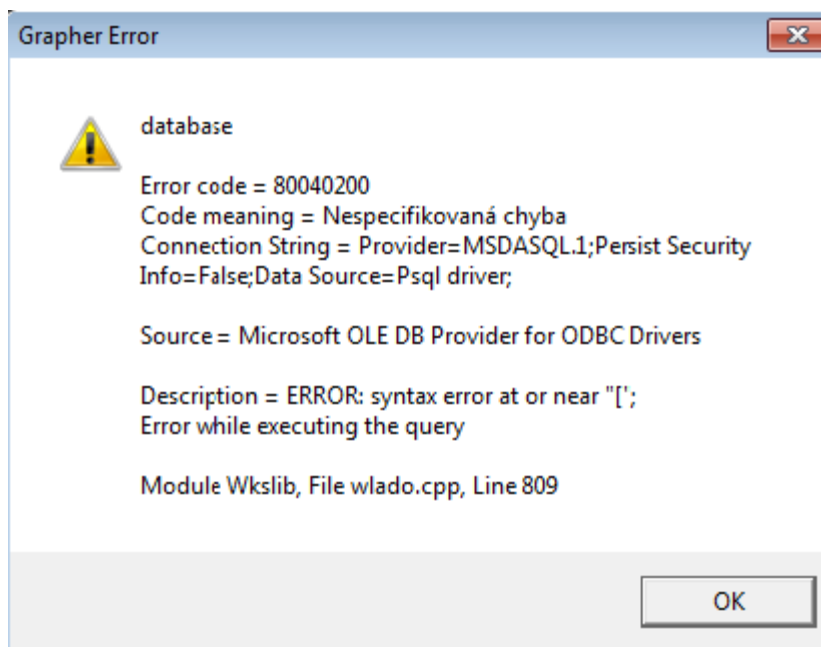 Grapher Error
database
Error code = 80040200
Code meaning = Nespecifikovaná chyba
Connection String = Provider=MSDASQL.1;Persist Security
Info=False;Data Source=Psql driver;
Source = Microsoft OLE DB Provider for ODBC Drivers
Description = ERROR: syntax error at or near "[';
Error while executing the query
Module Wkslib, File wlado.cpp, Line 809
OK